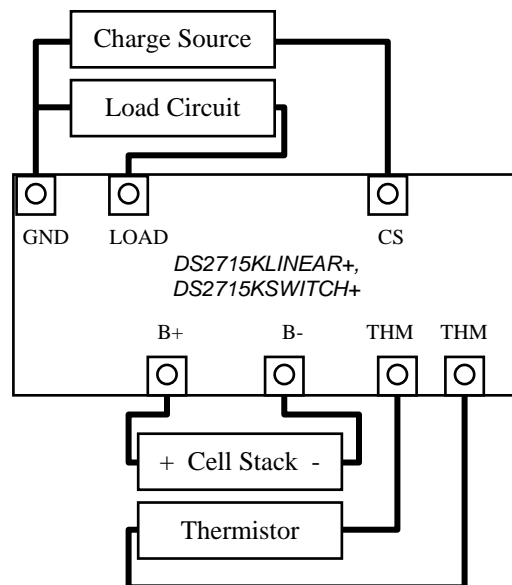 Charge Source
Load Circuit
GND LOAD CS
DS2715KLINEAR+,
DS2715KSWITCH+
B+ B- THM THM
+ Cell Stack -
Thermistor